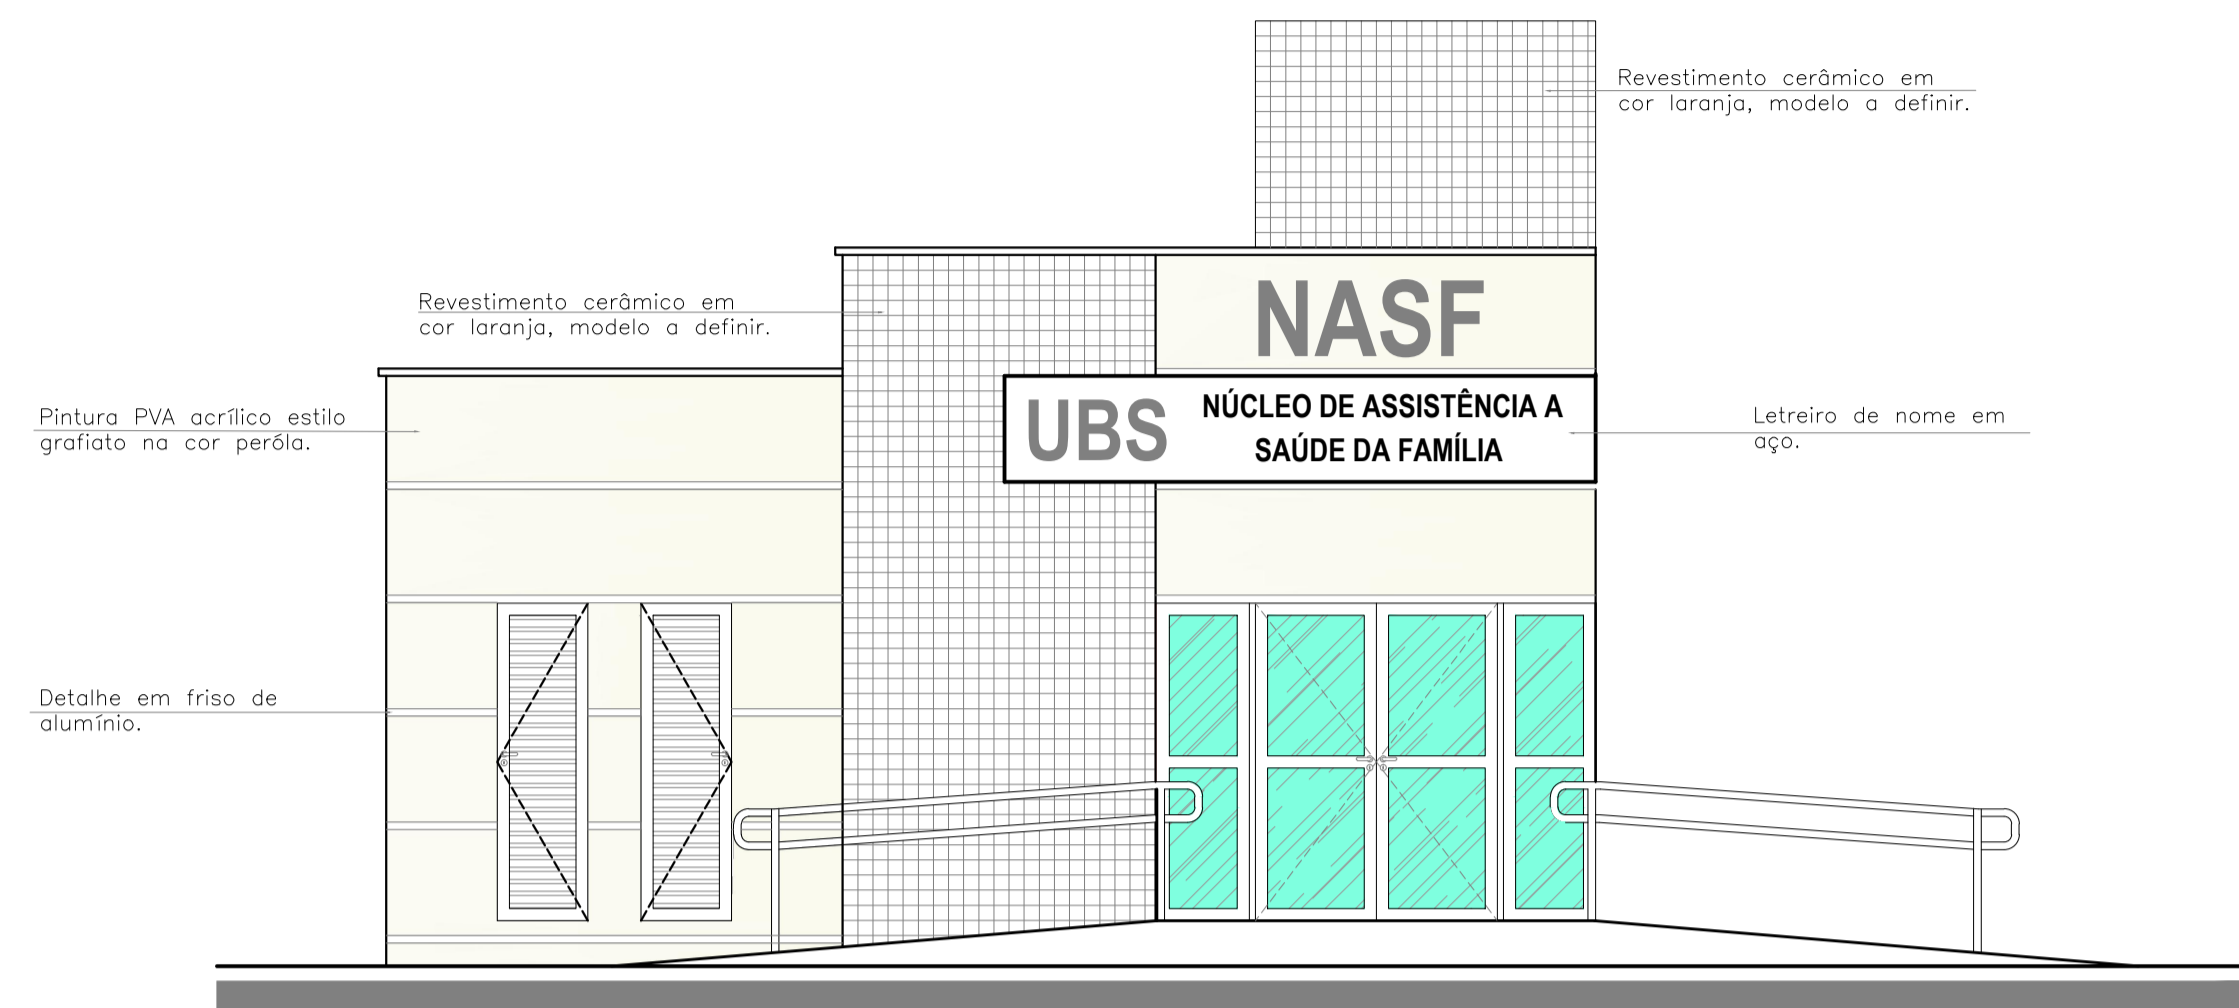 Revestimento cerâmico em
cor laranja, modelo a definir.
Revestimento cerâmico em
cor laranja, modelo a definir.
NASF
Pintura PVA acrílico estilo
grafiato na cor peróla.
UBS
NÚCLEO DE ASSISTÊNCIA A
SAÚDE DA FAMÍLIA
Letreiro de nome em
aço.
Detalhe em friso de
alumínio.